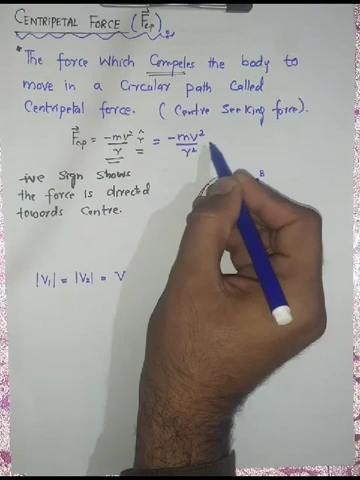 CENTRIPETAL FORCE (F⃗cp)
* The force which Compeles the body to
move in a Circular path called
Centripetal force. (Centre Seeking force).
F⃗cp = -mv²/r r̂ = -mv²/r²
-ive Sign shows
the force is directed
towards Centre.
B
|V₁| = |V₂| = V